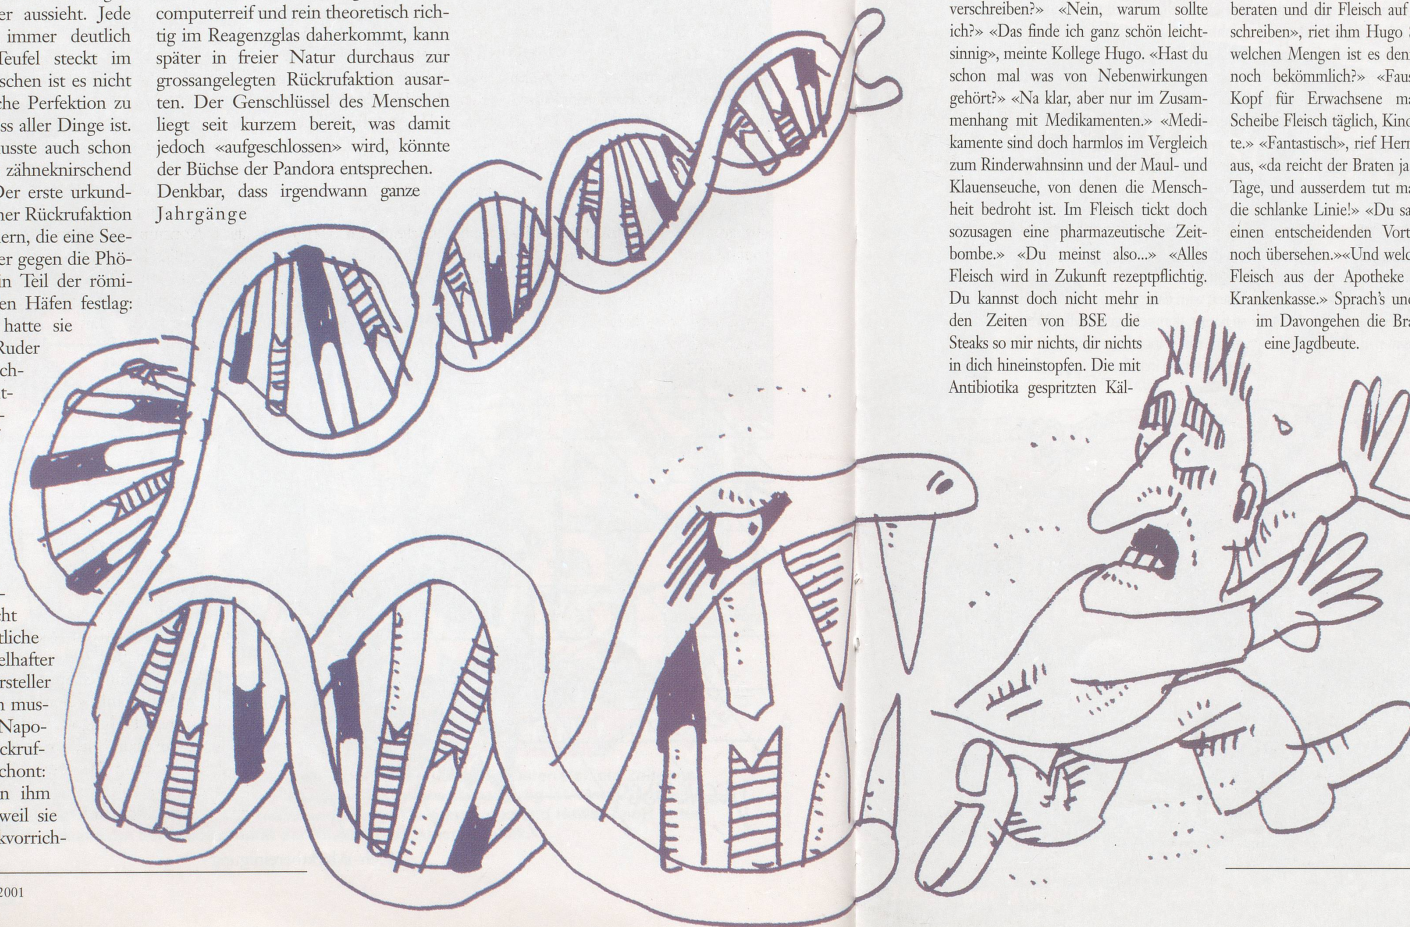 er aussieht. Jede
immer deutlich
Teufel steckt im
schen ist es nicht
che Perfektion zu
ss aller Dinge ist.
usste auch schon
zähneknirschend
Der erste urkund-
ner Rückrufaktion
ern, die eine See-
er gegen die Phö-
in Teil der römi-
en Häfen festlag:
hatte sie
Ruder
ch-
t-
-
-
ht
tliche
elhafter
rsteller
n mus-
Napo-
ckruf-
chont:
n ihm
weil sie
kvorrich-
2001
computerreif und rein theoretisch rich-
tig im Reagenzglas daherkommt, kann
später in freier Natur durchaus zur
grossangelegten Rückrufaktion ausar-
ten. Der Genschlüssel des Menschen
liegt seit kurzem bereit, was damit
jedoch «aufgeschlossen» wird, könnte
der Büchse der Pandora entsprechen.
Denkbar, dass irgendwann ganze
Jahrgänge
verschreiben?» «Nein, warum sollte
ich?» «Das finde ich ganz schön leicht-
sinnig», meinte Kollege Hugo. «Hast du
schon mal was von Nebenwirkungen
gehört?» «Na klar, aber nur im Zusam-
menhang mit Medikamenten.» «Medi-
kamente sind doch harmlos im Vergleich
zum Rinderwahnsinn und der Maul- und
Klauenseuche, von denen die Mensch-
heit bedroht ist. Im Fleisch tickt doch
sozusagen eine pharmazeutische Zeit-
bombe.» «Du meinst also...» «Alles
Fleisch wird in Zukunft rezeptpflichtig.
Du kannst doch nicht mehr in
den Zeiten von BSE die
Steaks so mir nichts, dir nichts
in dich hineinstopfen. Die mit
Antibiotika gespritzten Käl-
beraten und dir Fleisch auf
schreiben», riet ihm Hugo
welchen Mengen ist es den
noch bekömmlich?» «Faus
Kopf für Erwachsene m
Scheibe Fleisch täglich, Kind
te.» «Fantastisch», rief Her
aus, «da reicht der Braten ja
Tage, und ausserdem tut ma
die schlanke Linie!» «Du sa
einen entscheidenden Vort
noch übersehen.»«Und welc
Fleisch aus der Apotheke
Krankenkasse.» Sprach's und
im Davongehen die Bra
eine Jagdbeute.